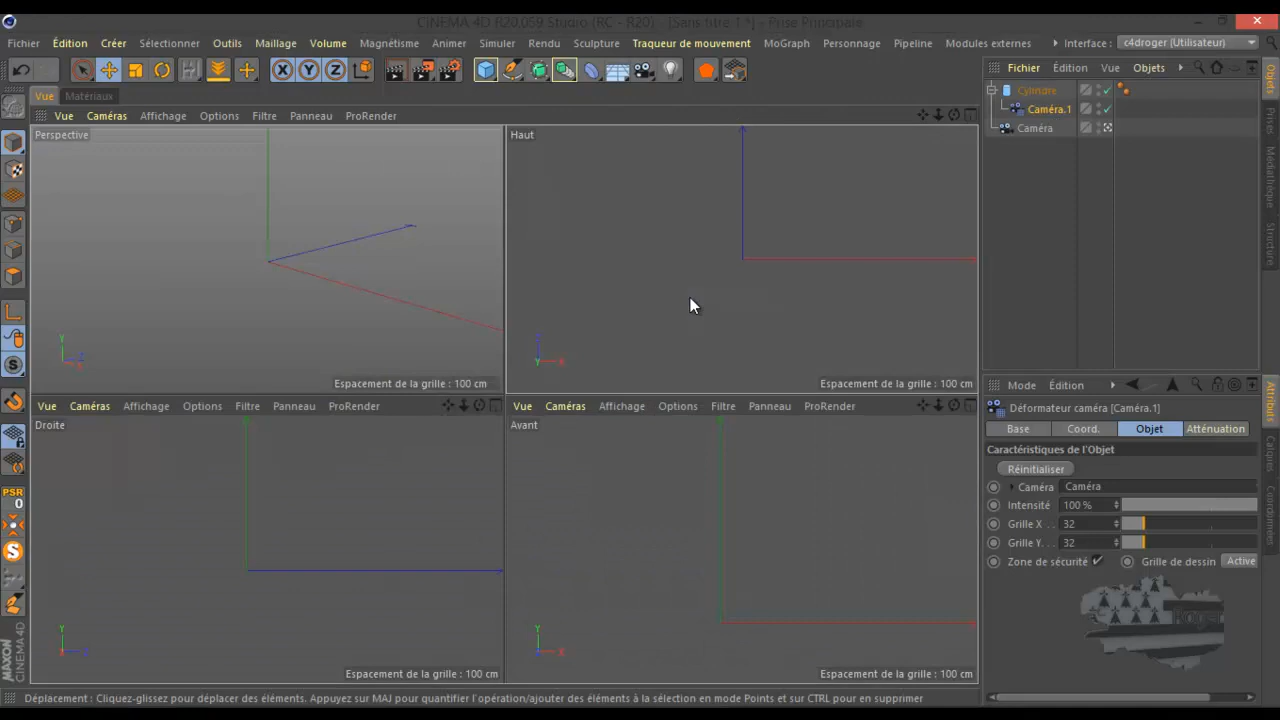 CINEMA 4D R20.059 Studio (RC - R20) - [Sans titre 1 *] - Prise Principale
Fichier Édition Créer Sélectionner Outils Maillage Volume Magnétisme Animer Simuler Rendu Sculpture Traqueur de mouvement MoGraph Personnage Pipeline Modules externes Interface : c4droger (Utilisateur)
Vue Matériaux
Vue Caméras Affichage Options Filtre Panneau ProRender
Perspective
Y
Z
X
Espacement de la grille : 100 cm
Haut
Z
Y X
Espacement de la grille : 100 cm
Vue Caméras Affichage Options Filtre Panneau ProRender
Droite
Y
X Z
Espacement de la grille : 100 cm
Vue Caméras Affichage Options Filtre Panneau ProRender
Avant
Y
Z X
Espacement de la grille : 100 cm
Fichier Édition Vue Objets
Cylindre
Caméra.1
Caméra
Objets
Prises
Médiathèque
Structure
Mode Édition
Déformateur caméra [Caméra.1]
Base Coord. Objet Atténuation
Caractéristiques de l'Objet
Réinitialiser
Caméra Caméra
Intensité 100 %
Grille X . . 32
Grille Y. . . 32
Zone de sécurité Grille de dessin Active
Attributs
Calques
Coordonnées
X Y Z
S
PSR
0
S
MAXON
CINEMA 4D
Déplacement : Cliquez-glissez pour déplacer des éléments. Appuyez sur MAJ pour quantifier l'opération/ajouter des éléments à la sélection en mode Points et sur CTRL pour en supprimer